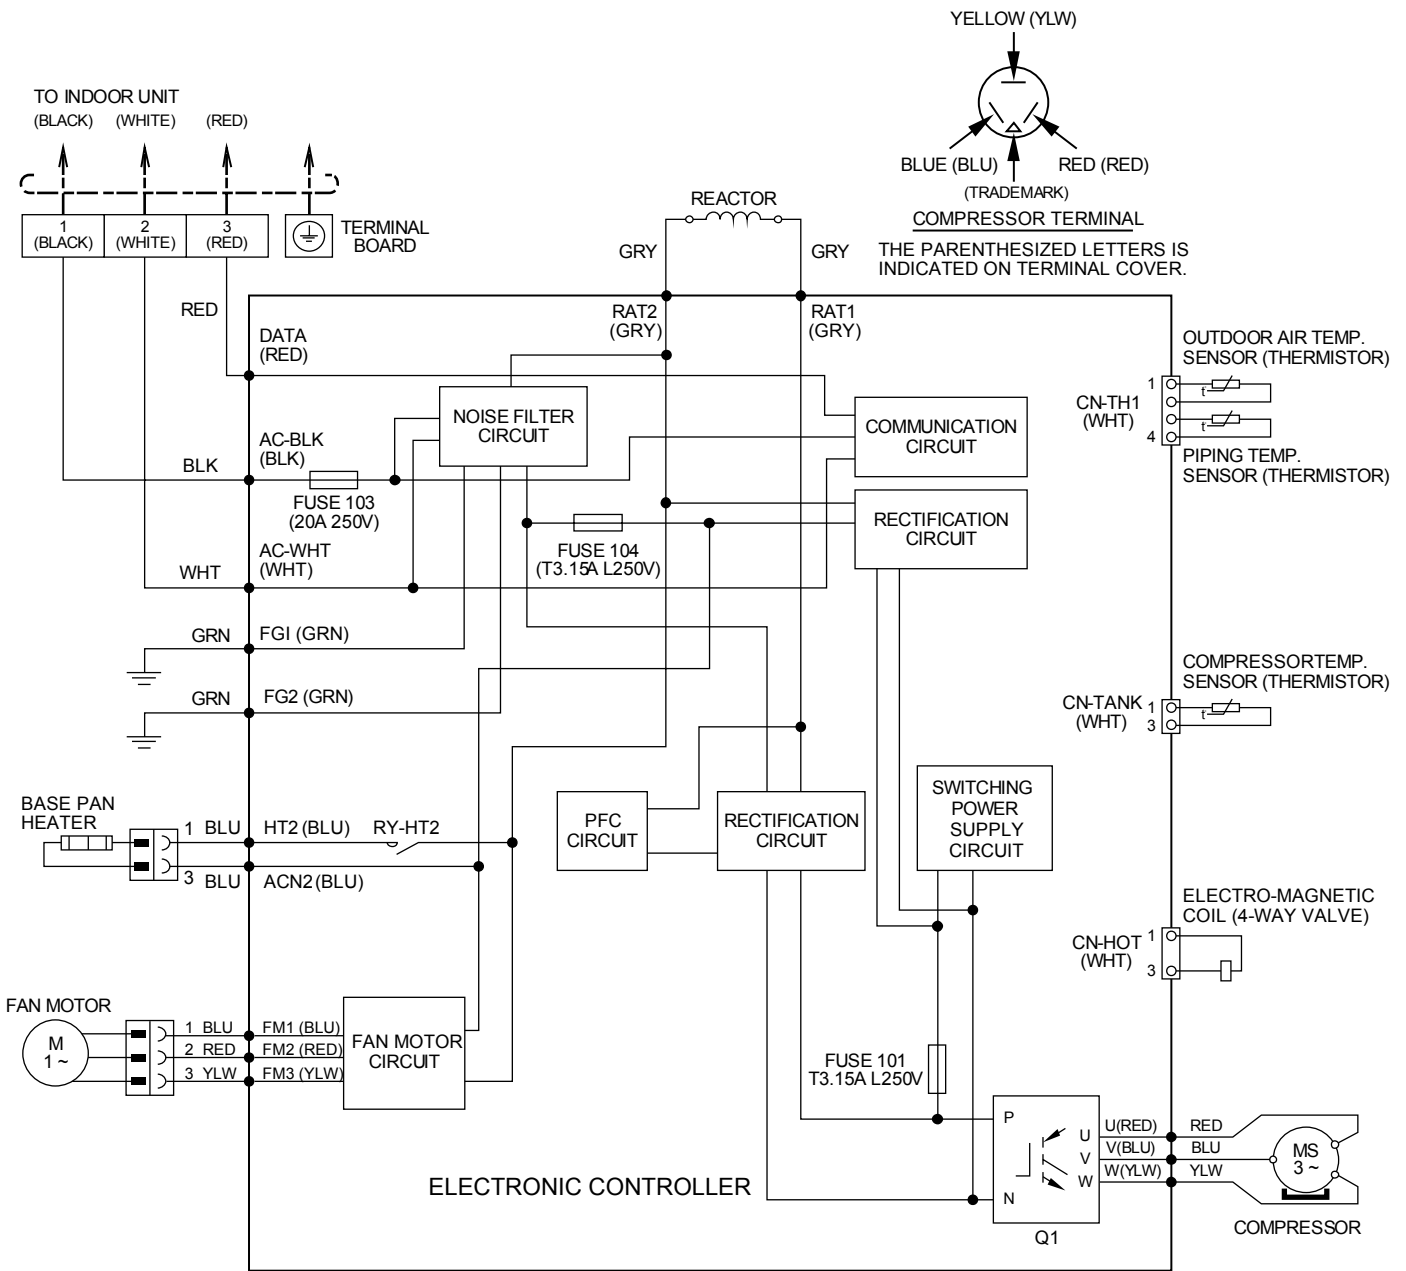 YELLOW (YLW)
BLUE (BLU)
RED (RED)
(TRADEMARK)
COMPRESSOR TERMINAL
THE PARENTHESIZED LETTERS IS
INDICATED ON TERMINAL COVER.
TO INDOOR UNIT
(BLACK) (WHITE) (RED)
1 2 3
(BLACK) (WHITE) (RED)
TERMINAL
BOARD
REACTOR
GRY
GRY
RAT2
(GRY)
RAT1
(GRY)
RED
DATA
(RED)
NOISE FILTER
CIRCUIT
COMMUNICATION
CIRCUIT
BLK
AC-BLK
(BLK)
FUSE 103
(20A 250V)
FUSE 104
(T3.15A L250V)
RECTIFICATION
CIRCUIT
WHT
AC-WHT
(WHT)
GRN
FGI (GRN)
GRN
FG2 (GRN)
OUTDOOR AIR TEMP.
SENSOR (THERMISTOR)
CN-TH1
(WHT)
1
4
t°
t°
PIPING TEMP.
SENSOR (THERMISTOR)
COMPRESSORTEMP.
SENSOR (THERMISTOR)
CN-TANK
(WHT)
1
3
t°
BASE PAN
HEATER
1 BLU
HT2 (BLU)
RY-HT2
3 BLU
ACN2 (BLU)
PFC
CIRCUIT
RECTIFICATION
CIRCUIT
SWITCHING
POWER
SUPPLY
CIRCUIT
ELECTRO-MAGNETIC
COIL (4-WAY VALVE)
CN-HOT
(WHT)
1
3
FAN MOTOR
M
1 ~
1 BLU FM1 (BLU)
2 RED FM2 (RED)
3 YLW FM3 (YLW)
FAN MOTOR
CIRCUIT
FUSE 101
T3.15A L250V
P
N
U
V
W
Q1
U(RED) RED
V(BLU) BLU
W(YLW) YLW
MS
3 ~
COMPRESSOR
ELECTRONIC CONTROLLER